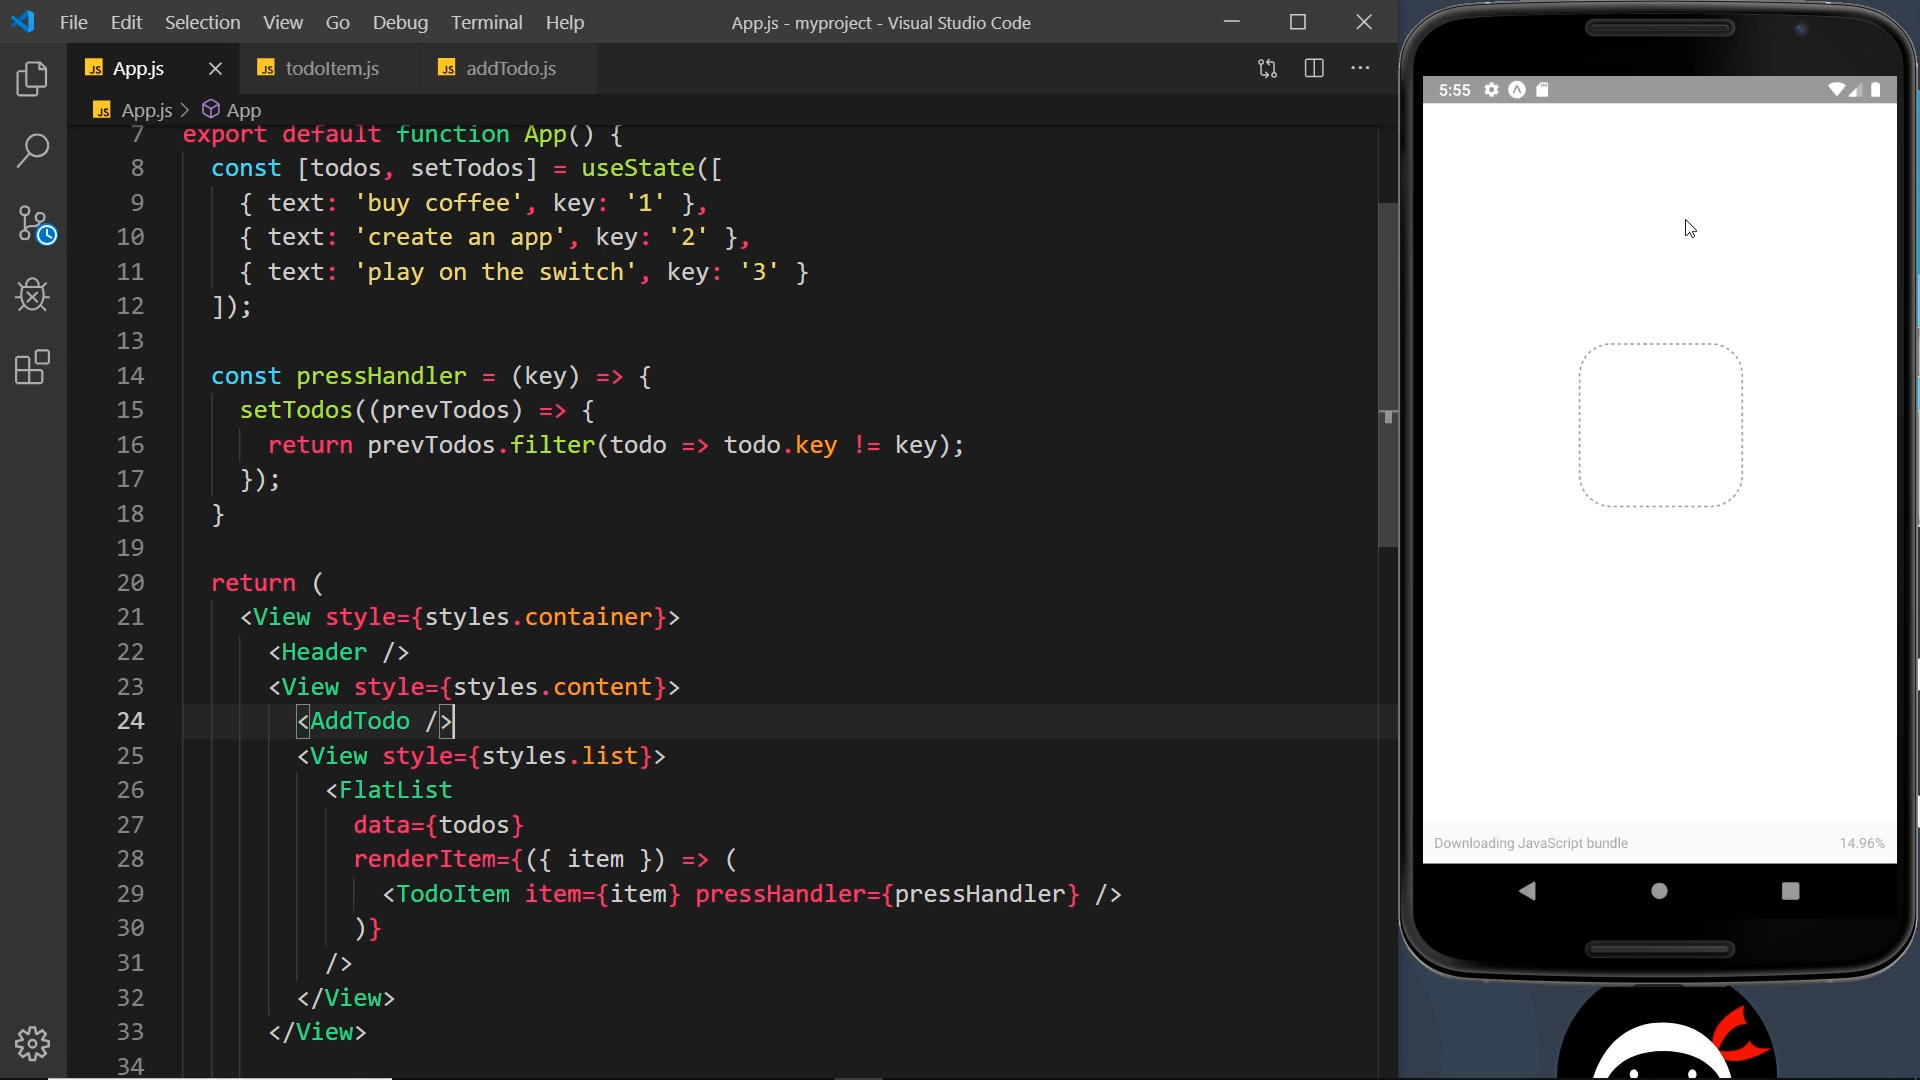 File Edit Selection View Go Debug Terminal Help
App.js - myproject - Visual Studio Code
JS App.js
JS todoItem.js
JS addTodo.js
JS App.js > App
7 export default function App() {
8 const [todos, setTodos] = useState([
9 { text: 'buy coffee', key: '1' },
10 { text: 'create an app', key: '2' },
11 { text: 'play on the switch', key: '3' }
12 ]);
13
14 const pressHandler = (key) => {
15 setTodos((prevTodos) => {
16 return prevTodos.filter(todo => todo.key != key);
17 });
18 }
19
20 return (
21 <View style={styles.container}>
22 <Header />
23 <View style={styles.content}>
24 <AddTodo />
25 <View style={styles.list}>
26 <FlatList
27 data={todos}
28 renderItem={({ item }) => (
29 <TodoItem item={item} pressHandler={pressHandler} />
30 )}
31 />
32 </View>
33 </View>
34
5:55
Downloading JavaScript bundle 14.96%